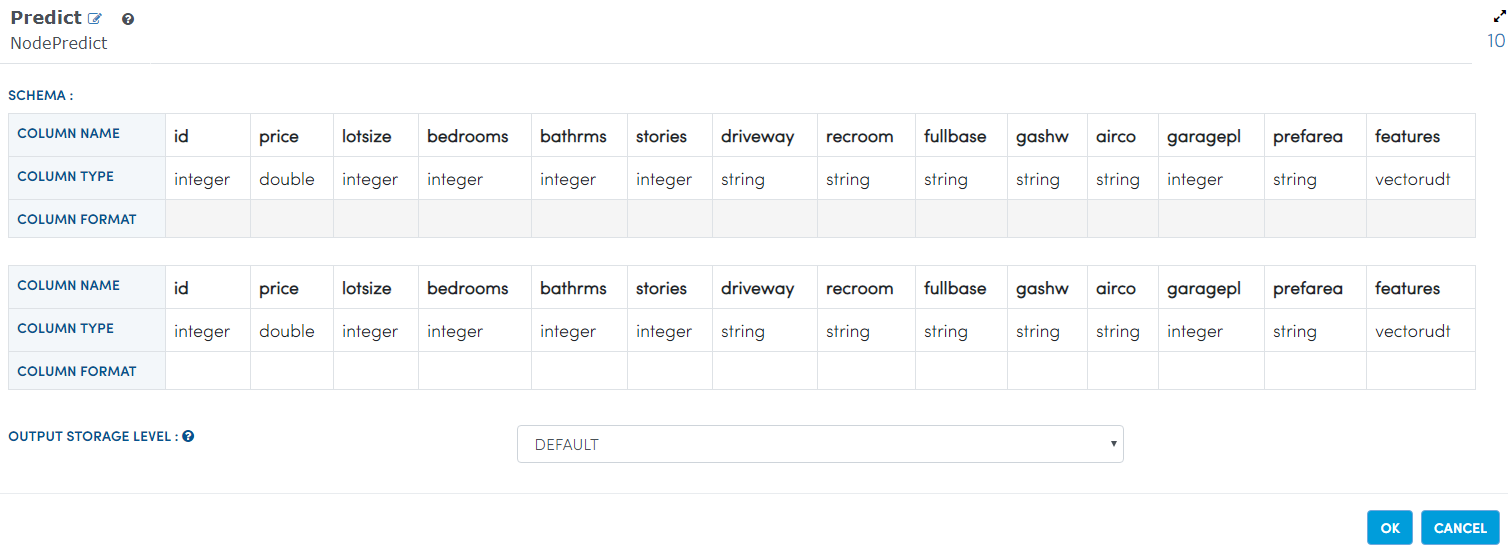 Predict
NodePredict
10
SCHEMA :
COLUMN NAME id price lotsize bedrooms bathrms stories driveway recroom fullbase gashw airco garagepl prefarea features
COLUMN TYPE integer double integer integer integer integer string string string string string integer string vectorudt
COLUMN FORMAT
COLUMN NAME id price lotsize bedrooms bathrms stories driveway recroom fullbase gashw airco garagepl prefarea features
COLUMN TYPE integer double integer integer integer integer string string string string string integer string vectorudt
COLUMN FORMAT
OUTPUT STORAGE LEVEL : DEFAULT
OK CANCEL